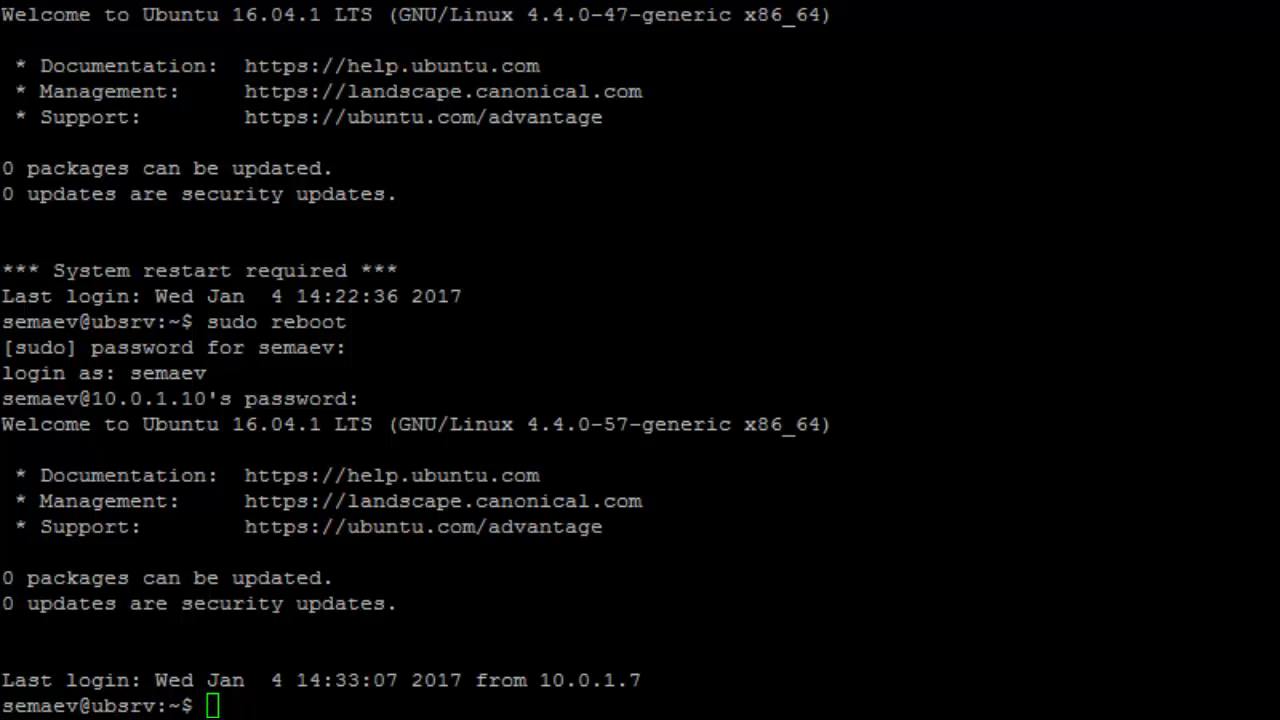 Welcome to Ubuntu 16.04.1 LTS (GNU/Linux 4.4.0-47-generic x86_64)
* Documentation:  https://help.ubuntu.com
* Management:     https://landscape.canonical.com
* Support:        https://ubuntu.com/advantage
0 packages can be updated.
0 updates are security updates.
*** System restart required ***
Last login: Wed Jan  4 14:22:36 2017
semaev@ubsrv:~$ sudo reboot
[sudo] password for semaev:
login as: semaev
semaev@10.0.1.10's password:
Welcome to Ubuntu 16.04.1 LTS (GNU/Linux 4.4.0-57-generic x86_64)
* Documentation:  https://help.ubuntu.com
* Management:     https://landscape.canonical.com
* Support:        https://ubuntu.com/advantage
0 packages can be updated.
0 updates are security updates.
Last login: Wed Jan  4 14:33:07 2017 from 10.0.1.7
semaev@ubsrv:~$